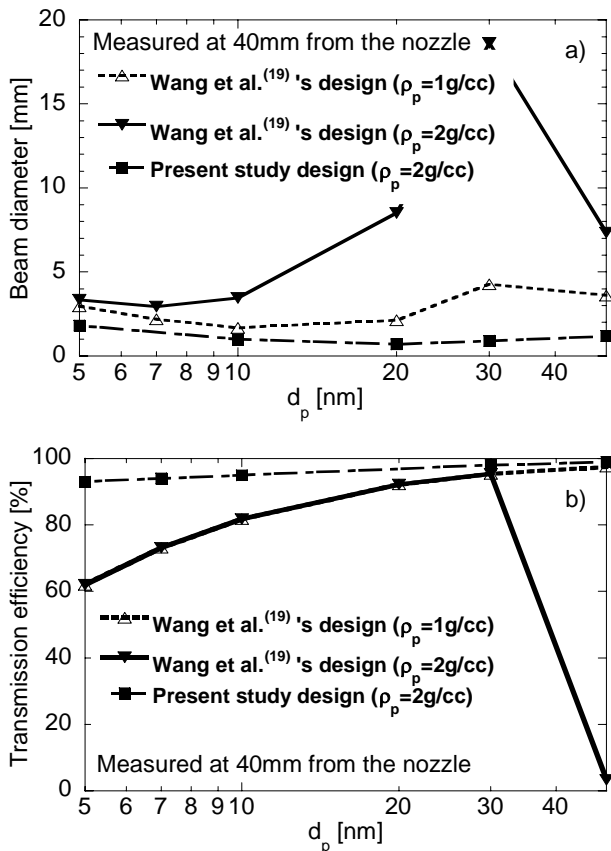 20
Measured at 40mm from the nozzle
a)
Wang et al.(19) 's design (ρp=1g/cc)
15
Wang et al.(19) 's design (ρp=2g/cc)
Present study design (ρp=2g/cc)
10
5
0
Beam diameter [mm]
5 6 7 8 9 10 20 30 40
dp [nm]
100
b)
80
60
Wang et al.(19) 's design (ρp=1g/cc)
40
Wang et al.(19) 's design (ρp=2g/cc)
Present study design (ρp=2g/cc)
20
Measured at 40mm from the nozzle
0
Transmission efficiency [%]
5 6 7 8 9 10 20 30 40
dp [nm]